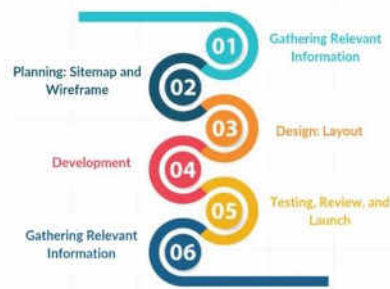 01
Gathering Relevant
Information
Planning: Sitemap and
Wireframe
02
03
Design: Layout
Development
04
05
Testing, Review, and
Launch
Gathering Relevant
Information
06